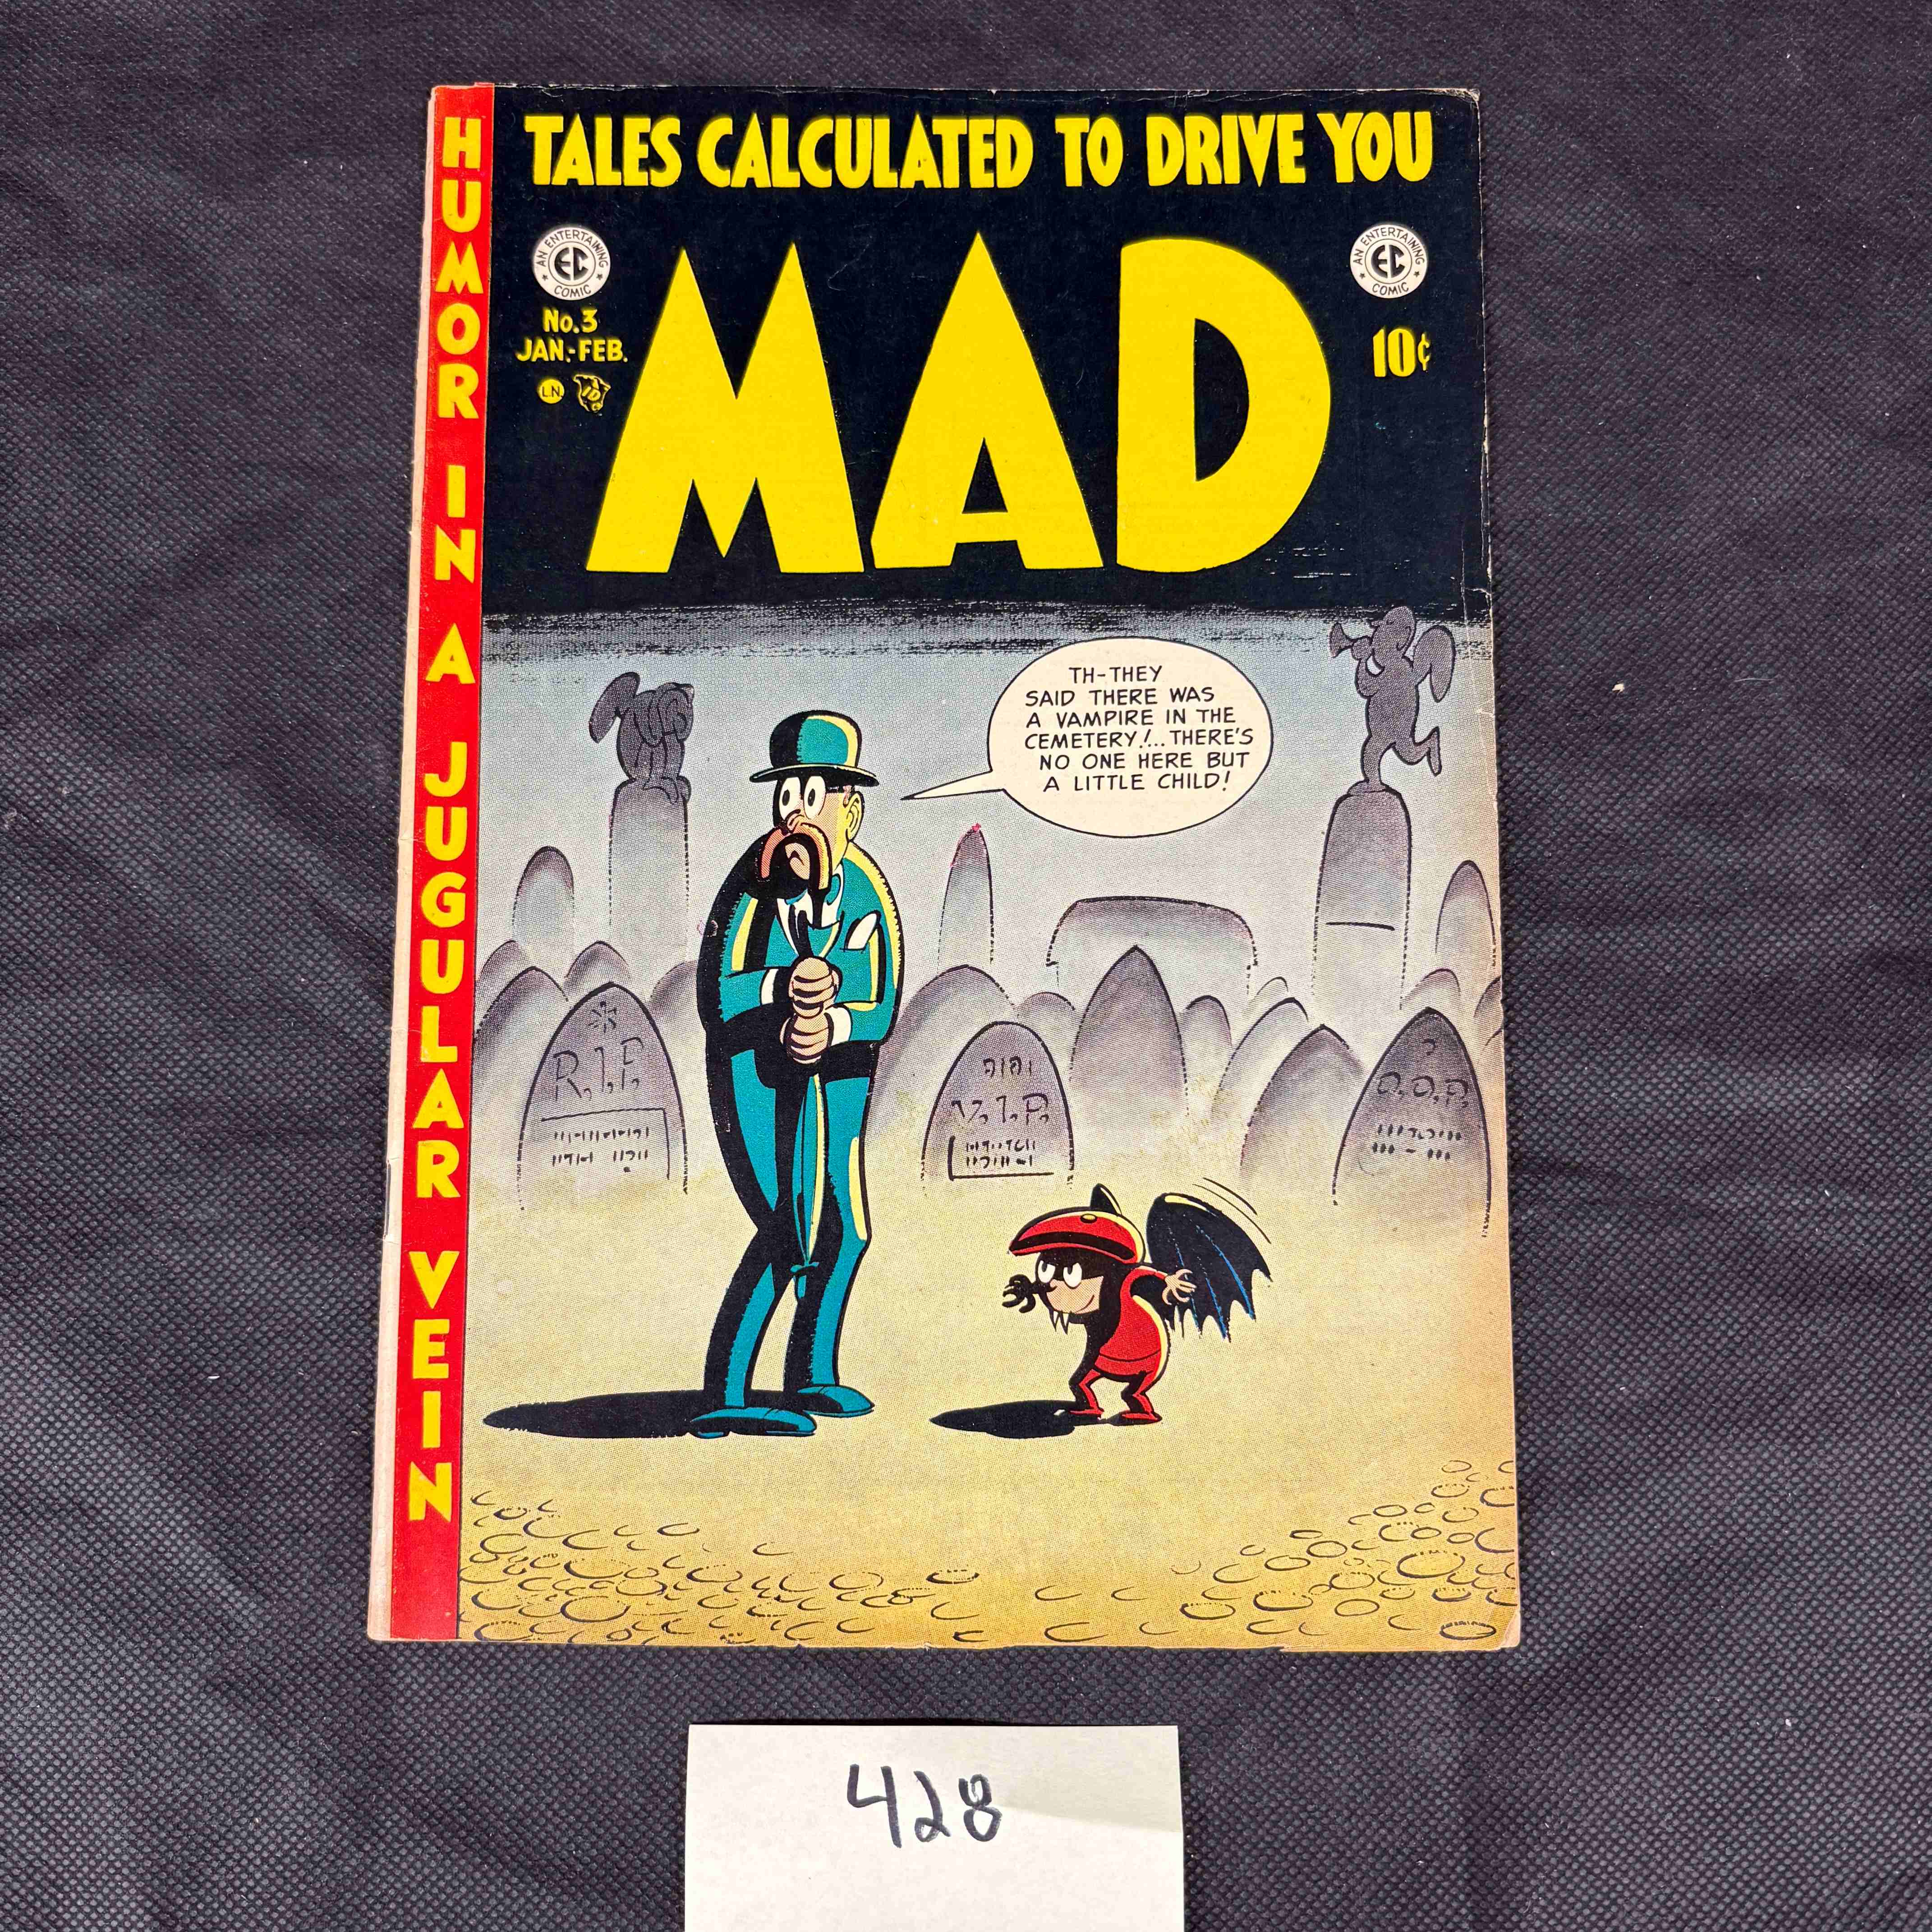 HUMOR IN A JUGULAR VEIN
TALES CALCULATED TO DRIVE YOU
MAD
AN ENTERTAINING
EC
COMIC
No.3
JAN.-FEB.
L.N.
10¢
AN ENTERTAINING
EC
COMIC
10¢
TH-THEY
SAID THERE WAS
A VAMPIRE IN THE
CEMETERY!... THERE'S
NO ONE HERE BUT
A LITTLE CHILD!
R.I.P.
V.I.P.
O.O.P.
428